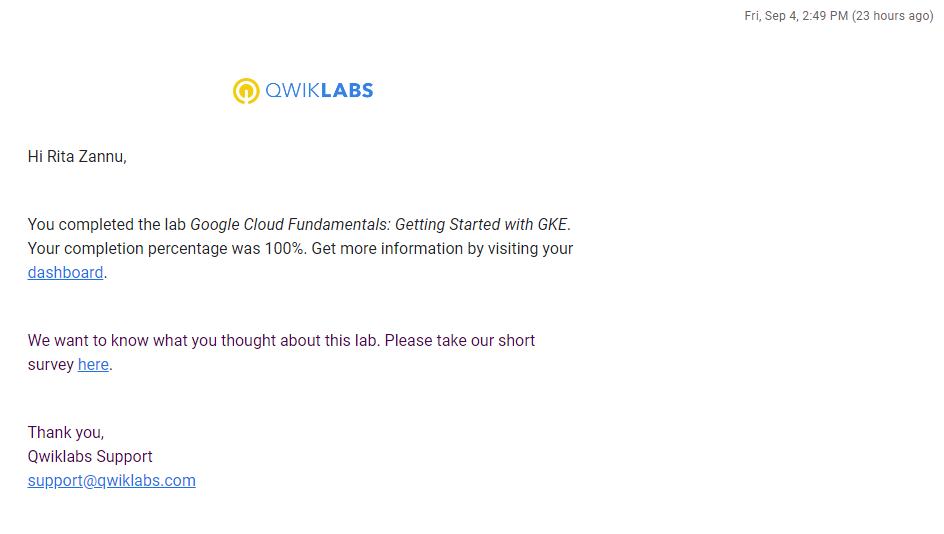 Fri, Sep 4, 2:49 PM (23 hours ago)
QWIKLABS
Hi Rita Zannu,
You completed the lab Google Cloud Fundamentals: Getting Started with GKE.
Your completion percentage was 100%. Get more information by visiting your
dashboard.
We want to know what you thought about this lab. Please take our short
survey here.
Thank you,
Qwiklabs Support
support@qwiklabs.com